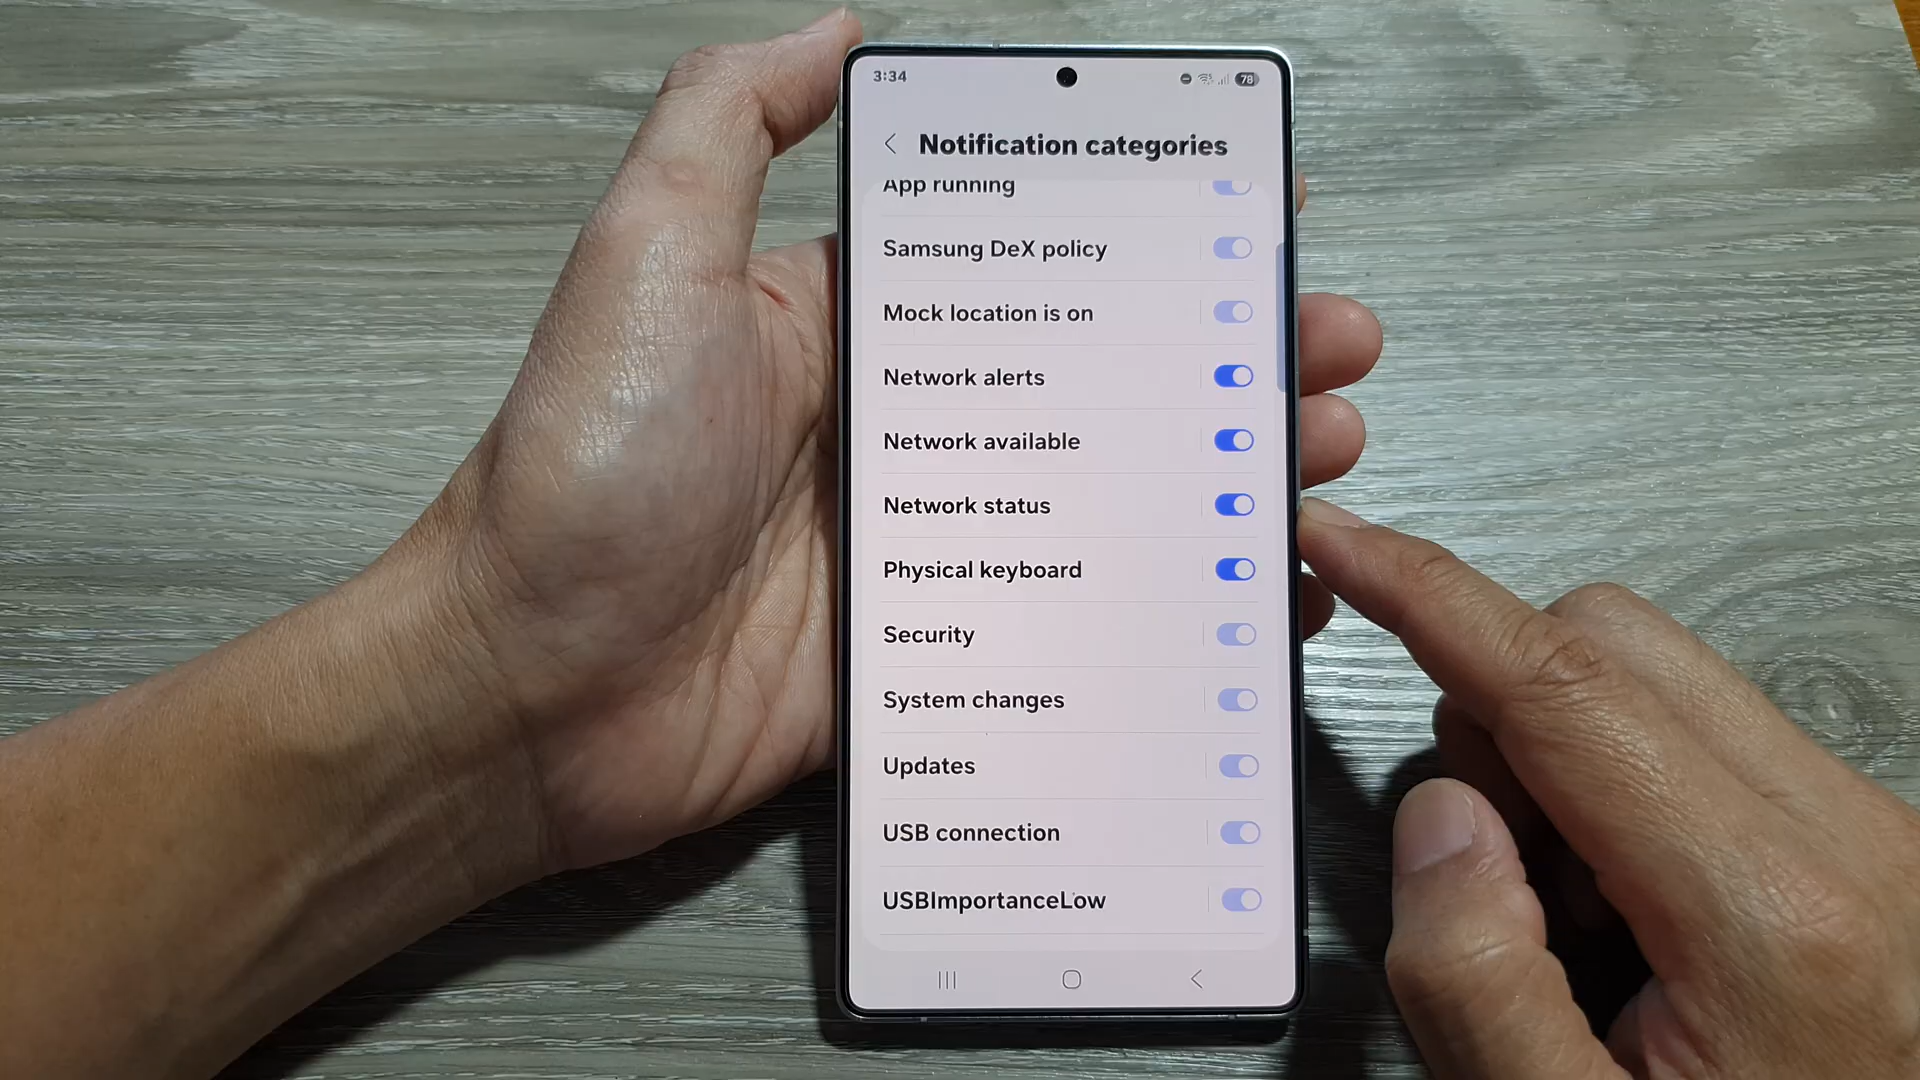 3:34
78
Notification categories
App running
Samsung DeX policy
Mock location is on
Network alerts
Network available
Network status
Physical keyboard
Security
System changes
Updates
USB connection
USBImportanceLow